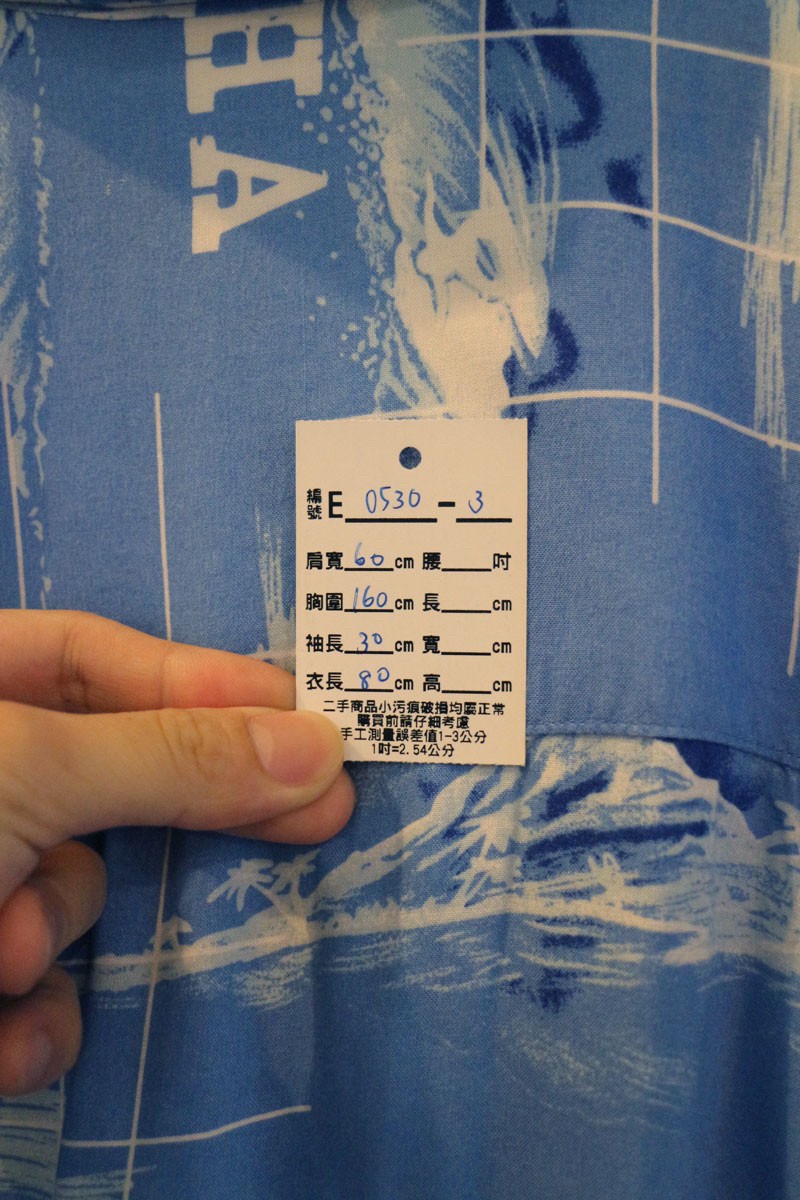 HA
編號 E 0530 - 3
肩寬 60 cm 腰 吋
胸圍 160 cm 長 cm
袖長 30 cm 寬 cm
衣長 80 cm 高 cm
二手商品小污痕破損均屬正常
購買前請仔細考慮
手工測量誤差值1-3公分
1吋=2.54公分